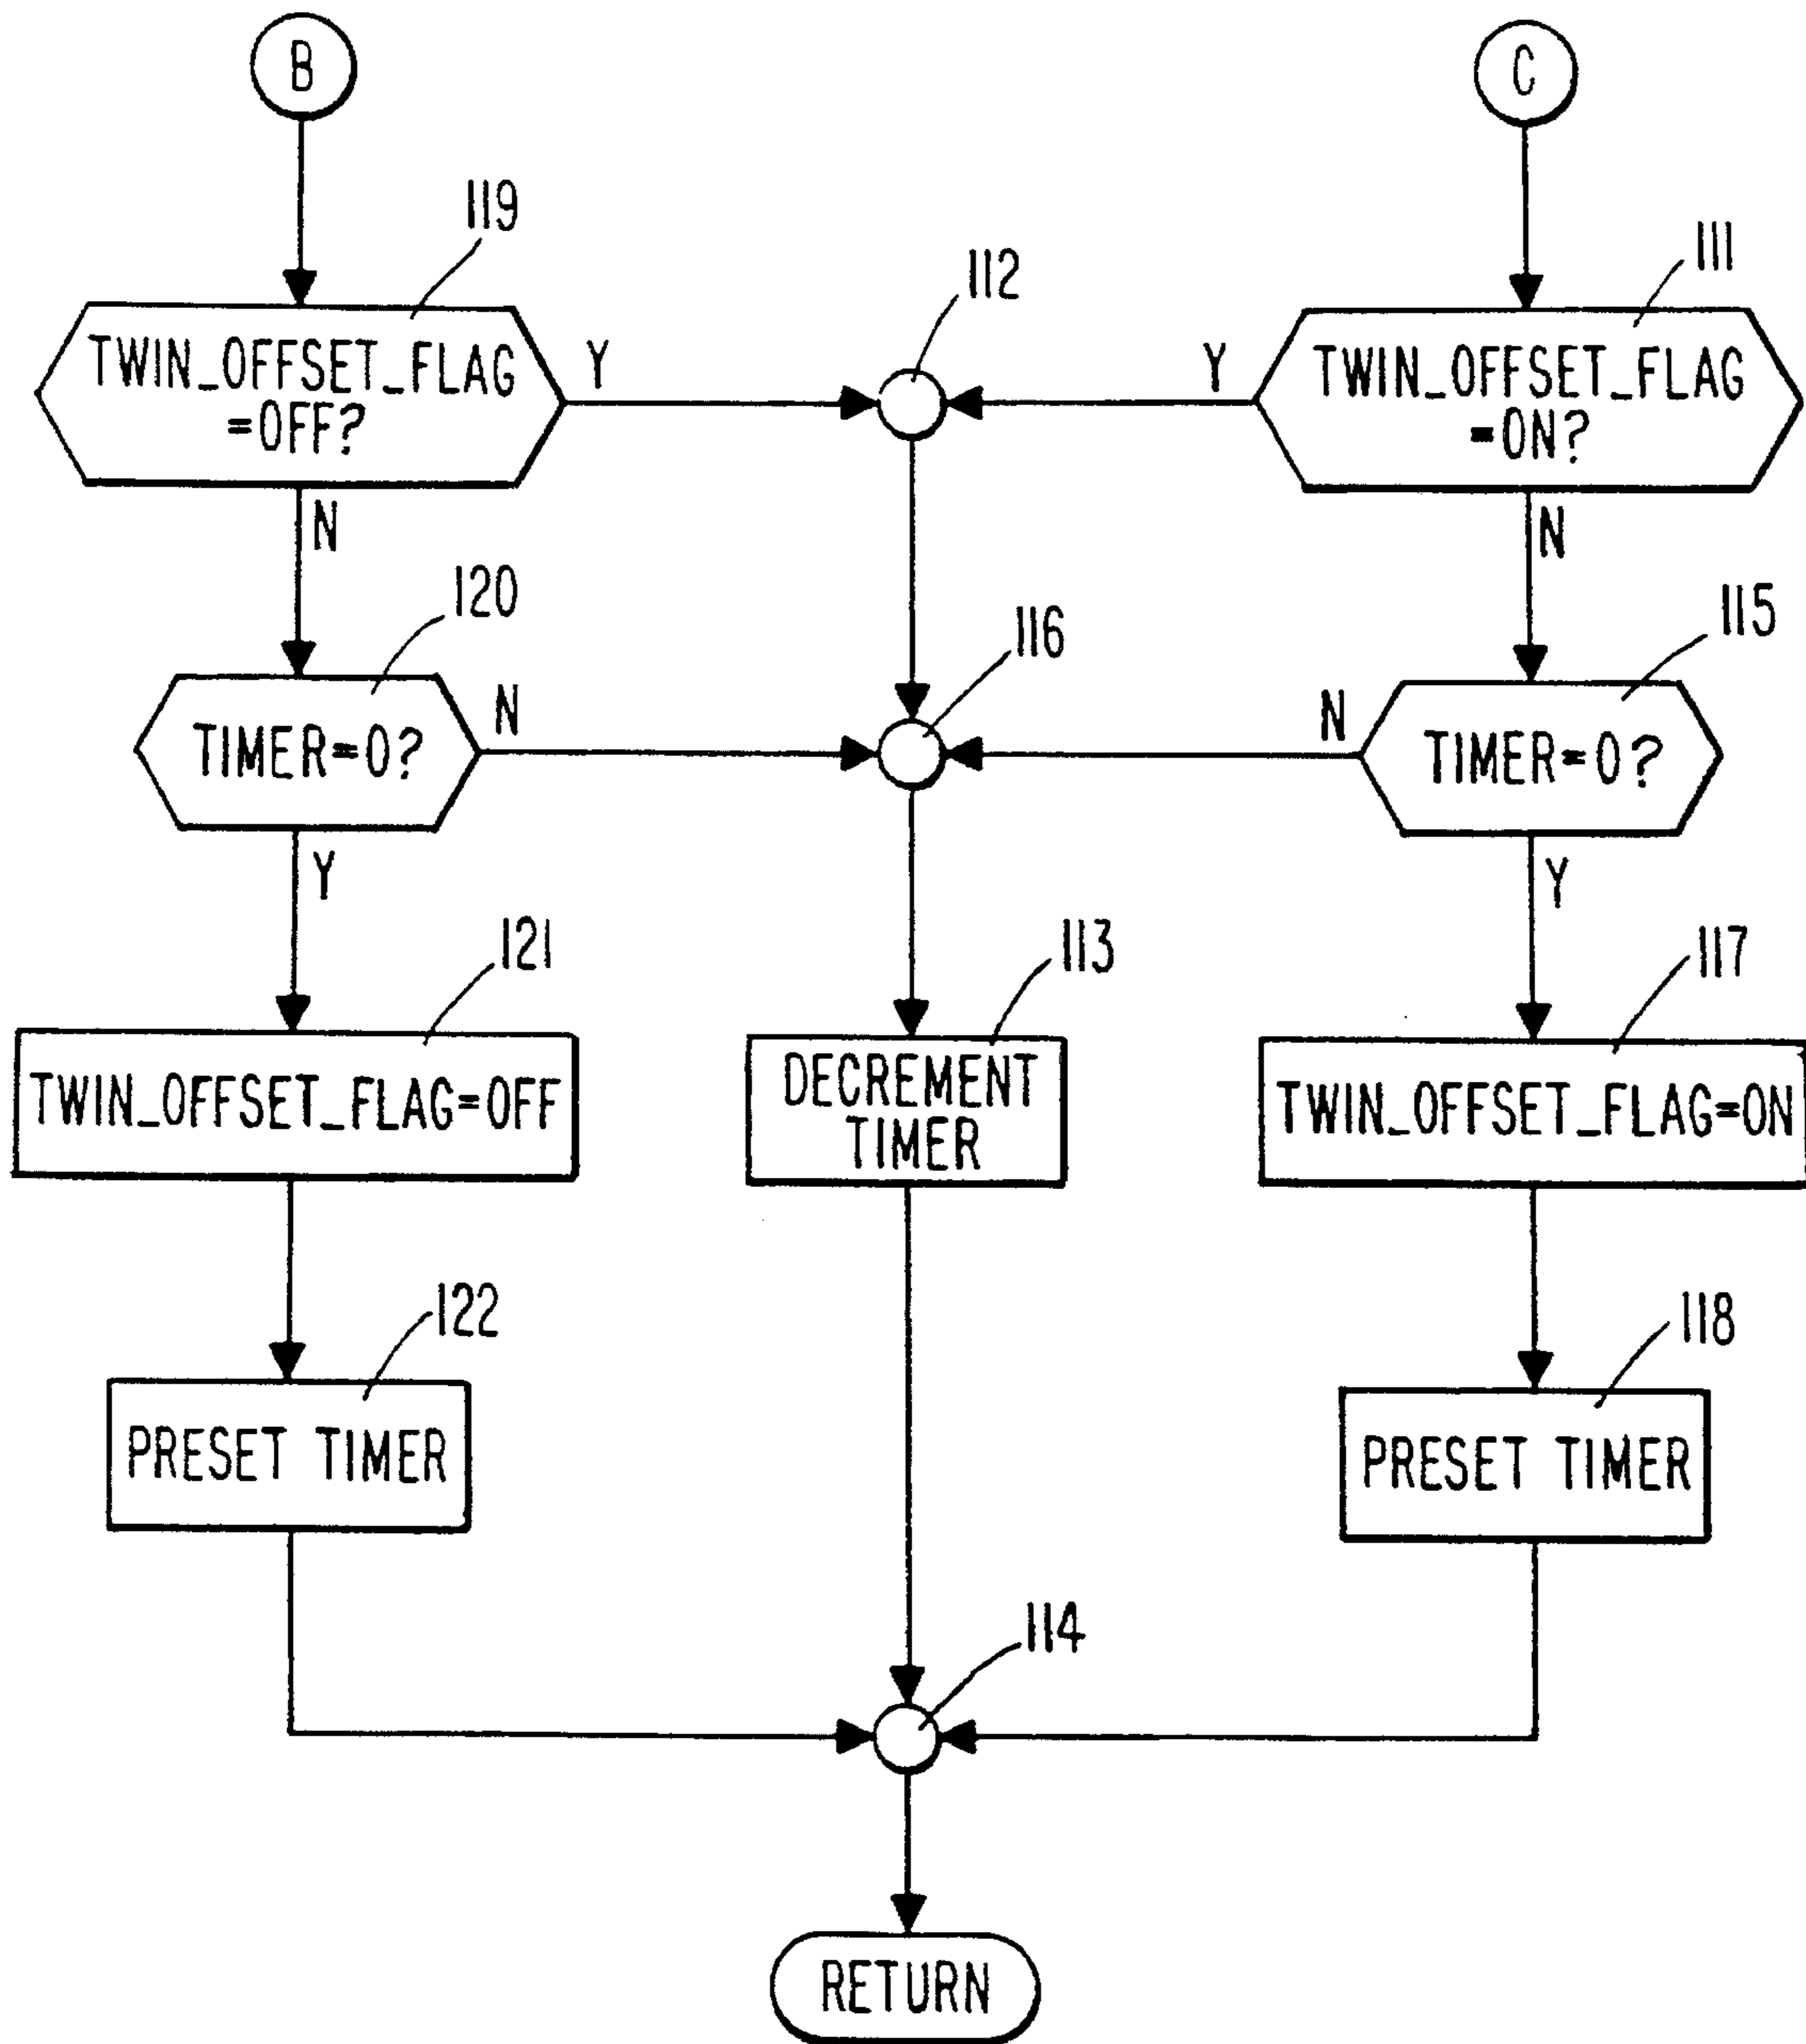 B
C
119
112
111
TWIN_OFFSET_FLAG
=OFF?
Y
Y
TWIN_OFFSET_FLAG
=ON?
N
N
120
116
115
TIMER=0?
N
N
TIMER=0?
Y
Y
121
113
117
TWIN_OFFSET_FLAG=OFF
DECREMENT
TIMER
TWIN_OFFSET_FLAG=ON
122
118
PRESET TIMER
PRESET TIMER
114
RETURN